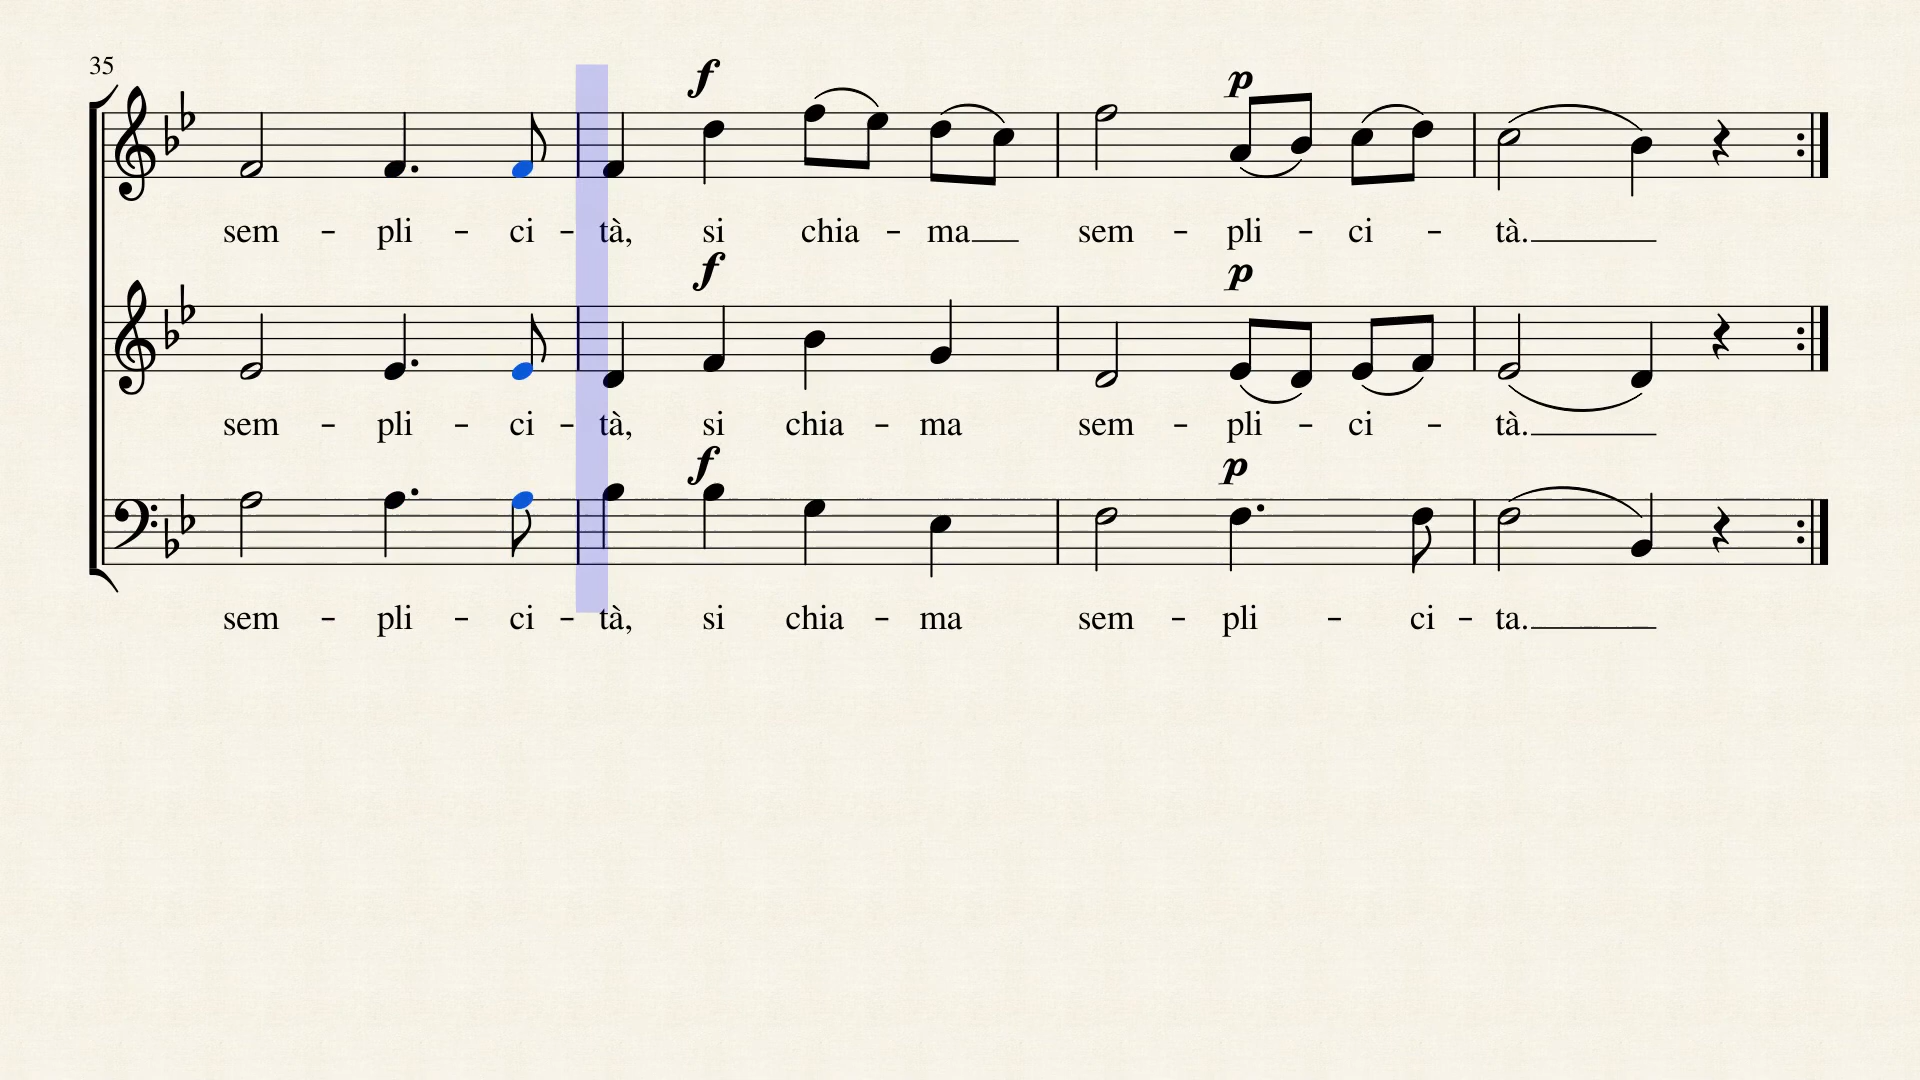 35
f p
sem - pli - ci - tà, si chia - ma sem - pli - ci - tà.
f p
sem - pli - ci - tà, si chia - ma sem - pli - ci - tà.
f p
sem - pli - ci - tà, si chia - ma sem - pli - ci - ta.